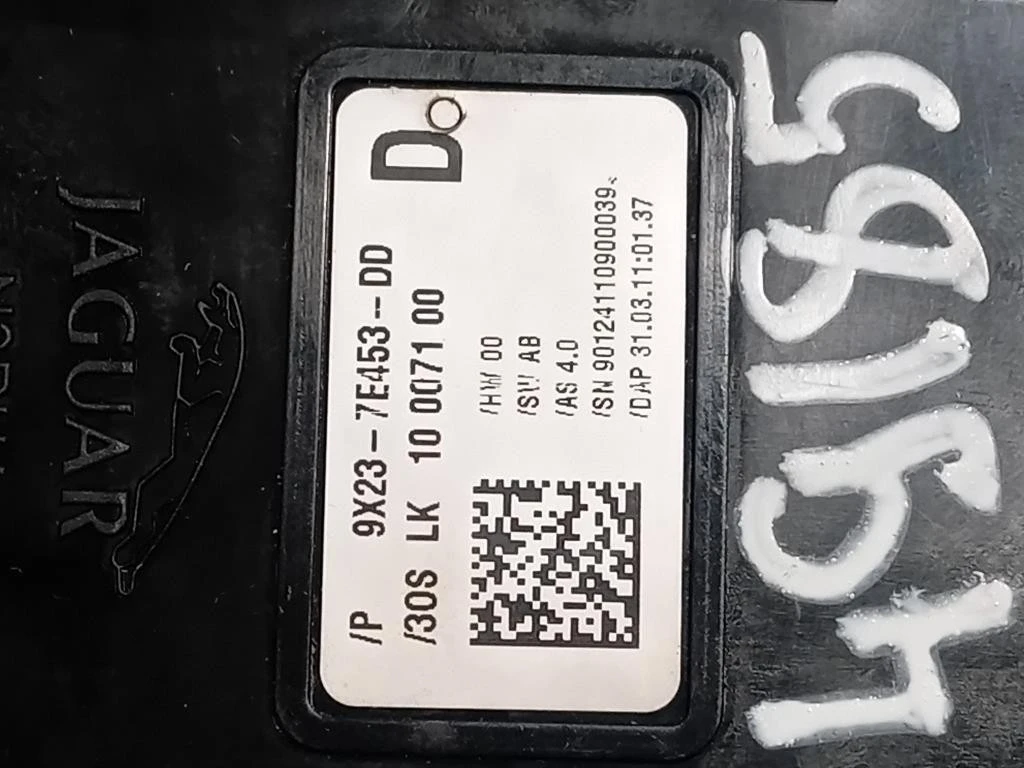 JAGUAR
D
/P 9X23-7E453--DD
/30S LK 10 0071 00
/HW 00
/SW AB
/AS 4.0
/SN 90124110900039<
/DAP 31.03.11:01.37
49185